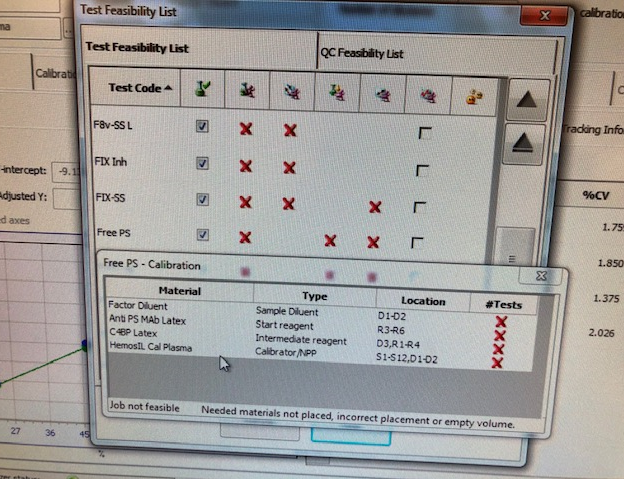 Test Feasibility List
calibration
ma
Test Feasibility List
QC Feasibility List
Calibratio
Test Code
F8v-SS L
FIX Inh
racking Info
-intercept: -9.1
FIX-SS
%CV
Adjusted Y:
d axes
Free PS
1.75
Free PS - Calibration
1.850
Material Type Location #Tests
Factor Diluent Sample Diluent D1-D2
1.375
Anti PS MAb Latex Start reagent R3-R6
C4BP Latex Intermediate reagent D3,R1-R4
2.026
HemosIL Cal Plasma Calibrator/NPP S1-S12,D1-D2
Job not feasible Needed materials not placed, incorrect placement or empty volume.
27 36 45
%